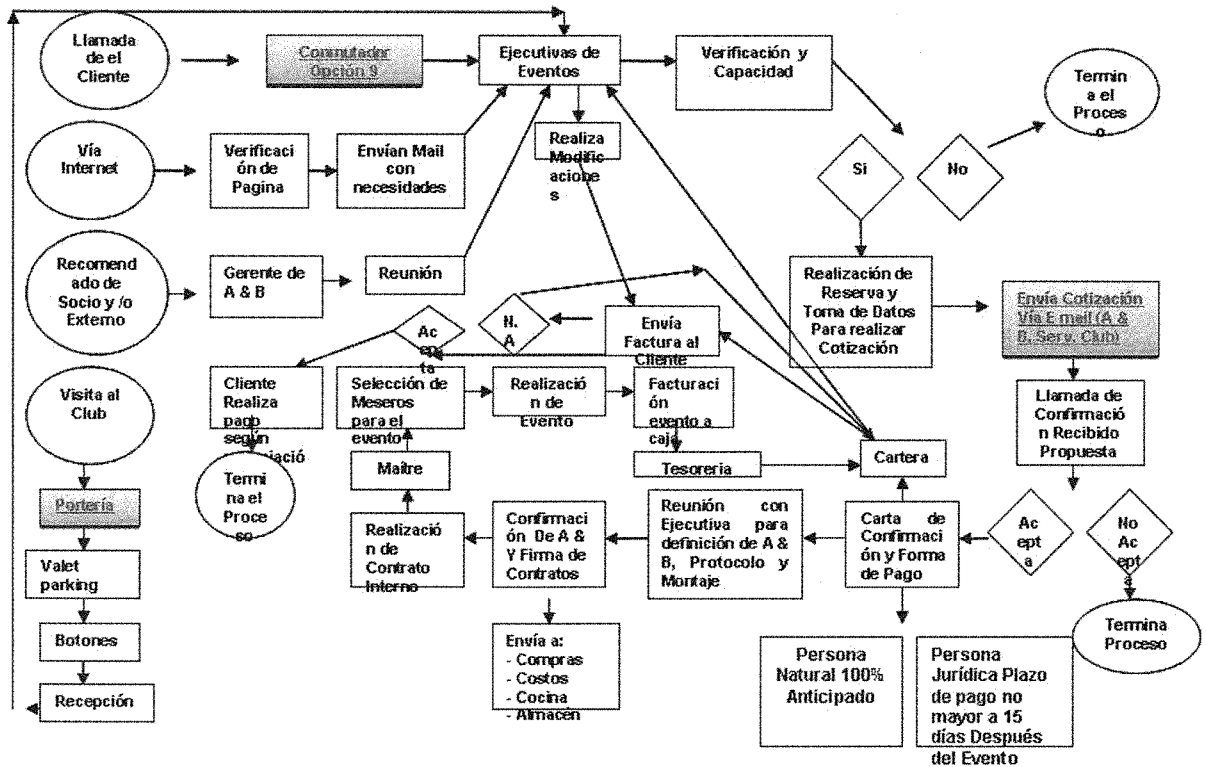 Llamada
de el
Cliente
Conmutador
Opción 9
Ejecutivas de
Eventos
Verificación y
Capacidad
Termin
a el
Proces
o
Vía
Internet
Verificaci
ón de
Pagina
Envían Mail con
necesidades
Realiza
Modific
acione
s
Si
No
Recomend
ado de
Socio y /o
Externo
Gerente de
A & B
Reunión
Ac
epta
N.
A
Envía
Factura al
Cliente
Realización de
Reserva y
Toma de Datos
Para realizar
Cotización
Envía Cotización
Vía E mail (A &
B, Serv. Club)
Visita al
Club
Cliente
Realiza
pago
según
Selección de
Meseros
para el
evento
Realizació
n de
Evento
Facturaci
ón
evento a
caja
Llamada de
Confirmació
n Recibido
Propuesta
Termi
na el
Proce
so
Maitre
Tesoreria
Cartera
Portería
Realizació
n de
Contrato
Interno
Confirmaci
ón De A &
Y Firma de
Contratos
Reunión con
Ejecutiva para
definición de A &
B, Protocolo y
Montaje
Carta de
Confirmaci
ón y Forma
de Pago
Ac
ept
a
No
Ac
ept
a
Valet
parking
Botones
Recepción
Envía a:
- Compras
- Costos
- Cocina
- Almacén
Persona
Natural 100%
Anticipado
Persona
Jurídica Plazo
de pago no
mayor a 15
días Después
del Evento
Termina
Proceso